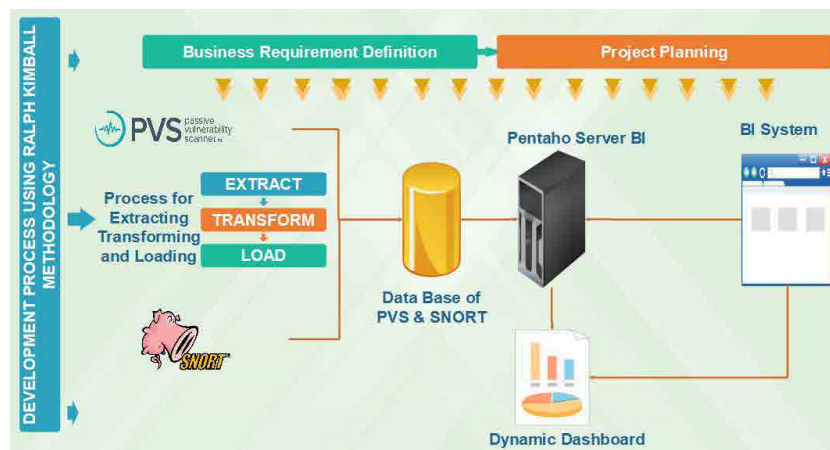 DEVELOPMENT PROCESS USING RALPH KIMBALL
METHODOLOGY
Business Requirement Definition
Project Planning
PVS passive
vulnerability
scanner
Pentaho Server BI
BI System
Process for
Extracting
Transforming
and Loading
EXTRACT
TRANSFORM
LOAD
Data Base of
PVS & SNORT
SNORT
Dynamic Dashboard